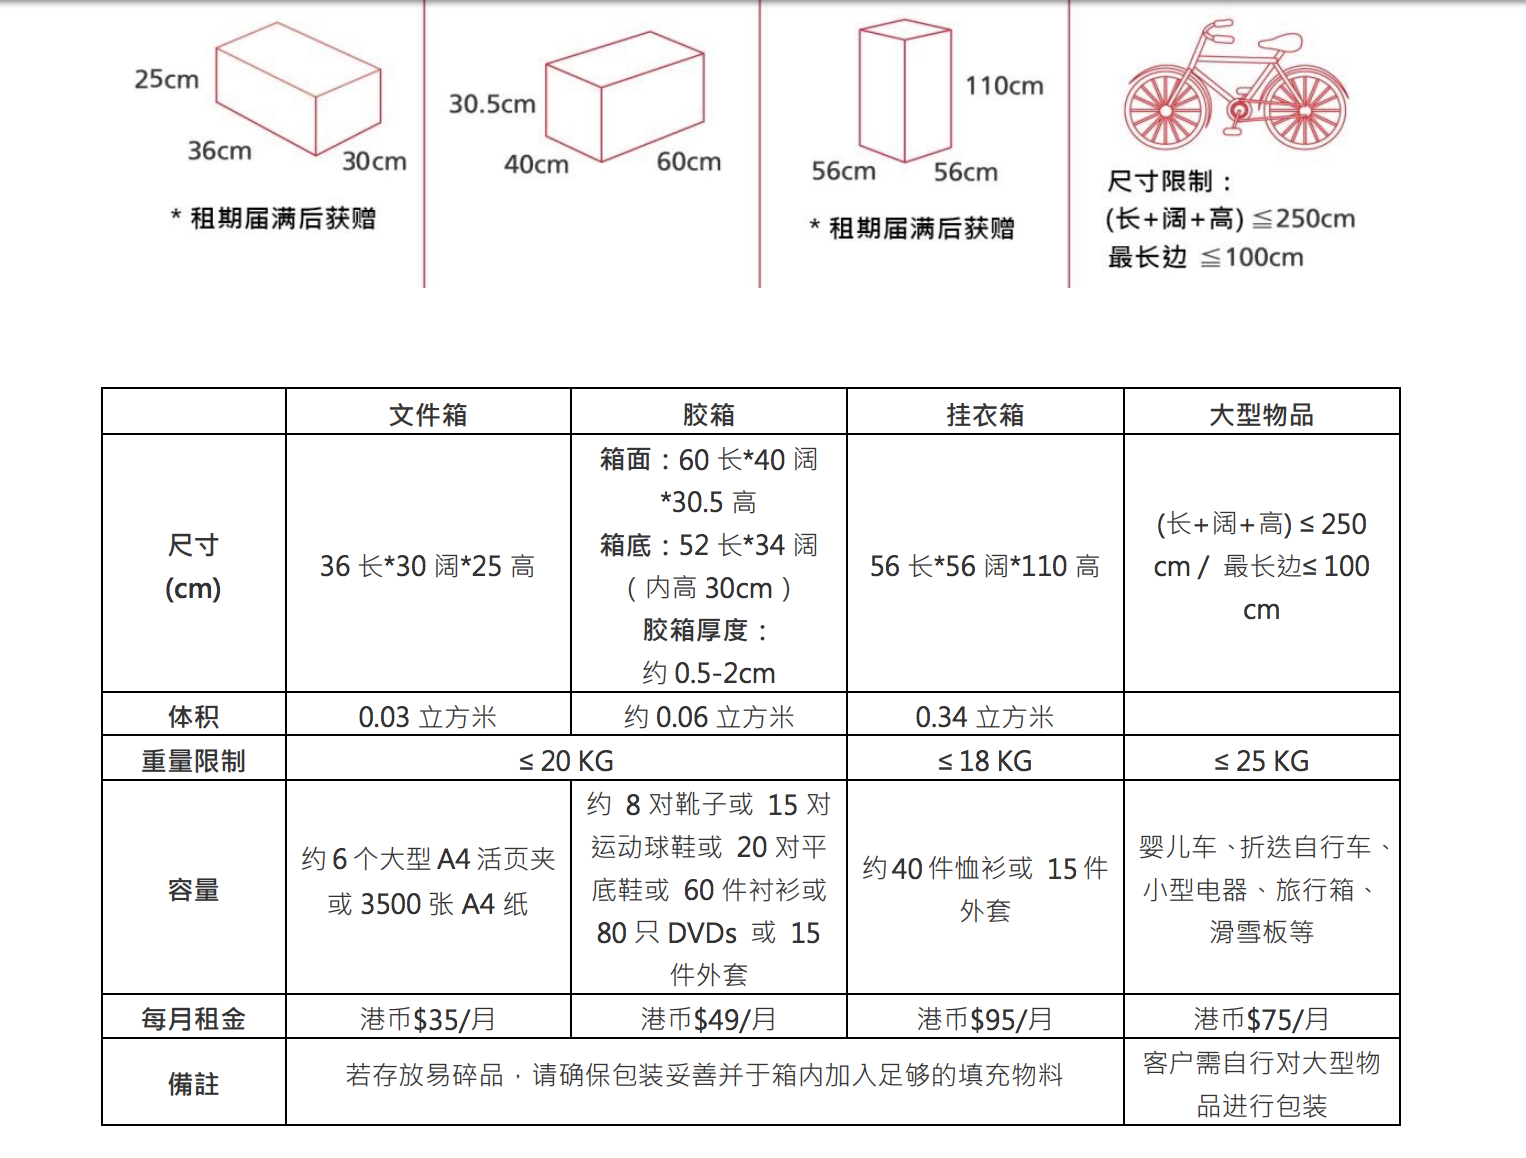 25cm
36cm
30cm
* 租期届满后获赠
30.5cm
40cm
60cm
110cm
56cm
56cm
* 租期届满后获赠
尺寸限制：
(长+阔+高) ≦250cm
最长边 ≦100cm
文件箱
胶箱
挂衣箱
大型物品
尺寸
(cm)
36 长*30 阔*25 高
箱面：60 长*40 阔
*30.5 高
箱底：52 长*34 阔
（内高 30cm）
胶箱厚度：
约 0.5-2cm
56 长*56 阔*110 高
(长+阔+高) ≤ 250
cm / 最长边≤ 100
cm
体积
0.03 立方米
约 0.06 立方米
0.34 立方米
重量限制
≤ 20 KG
≤ 18 KG
≤ 25 KG
容量
约 6 个大型 A4 活页夹
或 3500 张 A4 纸
约 8 对靴子或 15 对
运动球鞋或 20 对平
底鞋或 60 件衬衫或
80 只 DVDs 或 15
件外套
约 40 件恤衫或 15 件
外套
婴儿车、折迭自行车、
小型电器、旅行箱、
滑雪板等
每月租金
港币$35/月
港币$49/月
港币$95/月
港币$75/月
備註
若存放易碎品，请确保包装妥善并于箱内加入足够的填充物料
客户需自行对大型物
品进行包装